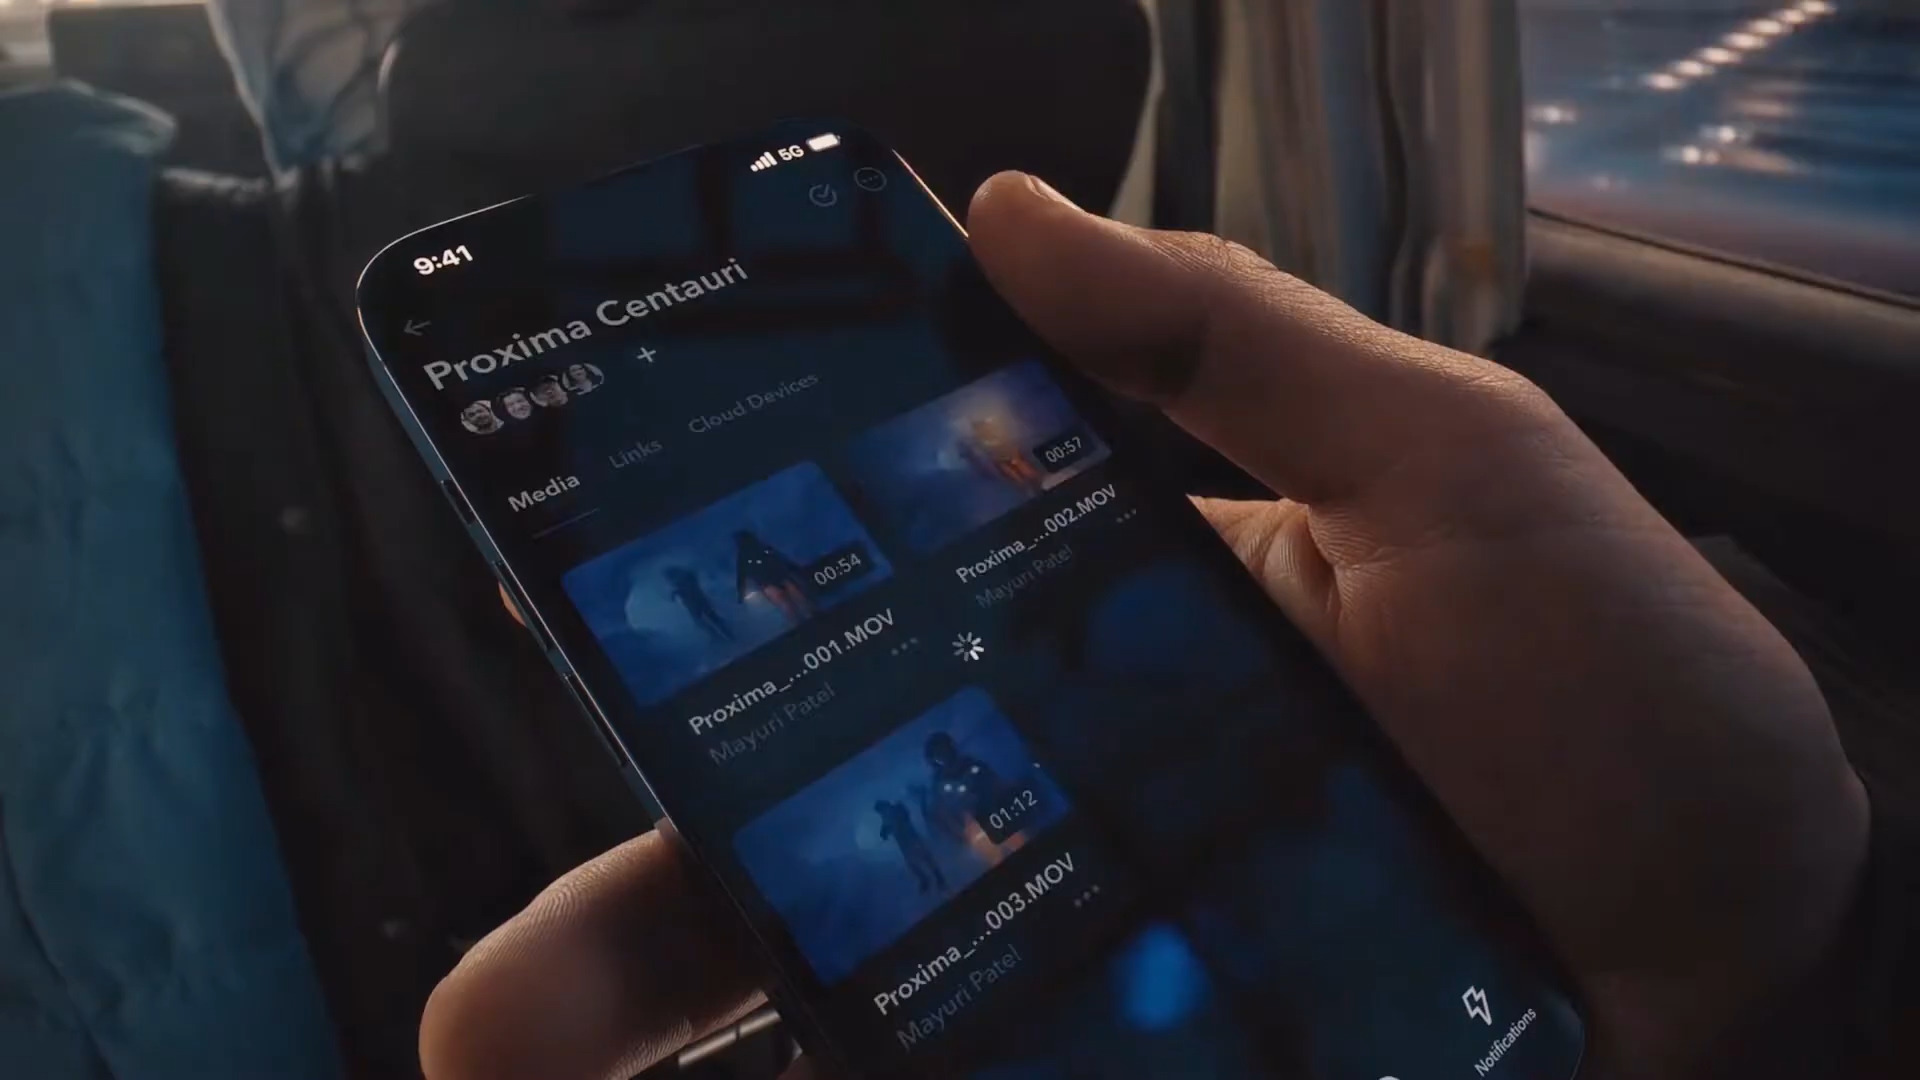 9:41
5G
Proxima Centauri
+
Media
Links
Cloud Devices
00:54
Proxima_...001.MOV
Mayuri Patel
00:57
Proxima_...002.MOV
Mayuri Patel
01:12
Proxima_...003.MOV
Mayuri Patel
Notifications